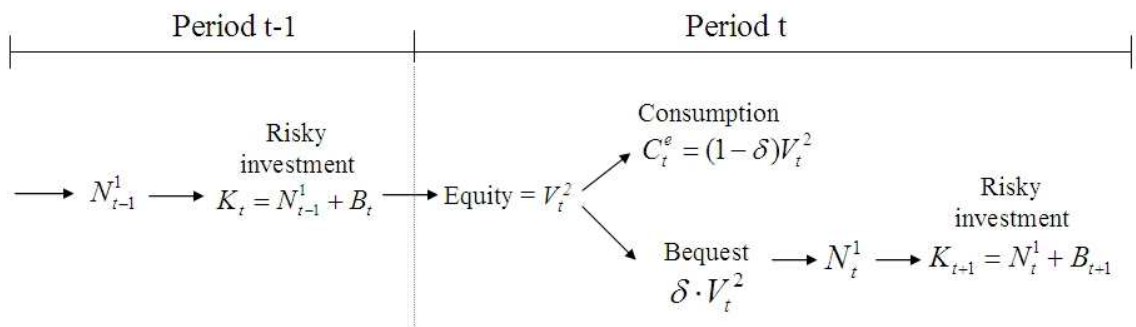 Period t-1
Period t
Consumption
C_t^e = (1 − δ)V_t^2
Risky
investment
N_{t−1}^1
K_t = N_{t−1}^1 + B_t
Equity = V_t^2
Bequest
δ · V_t^2
N_t^1
Risky
investment
K_{t+1} = N_t^1 + B_{t+1}